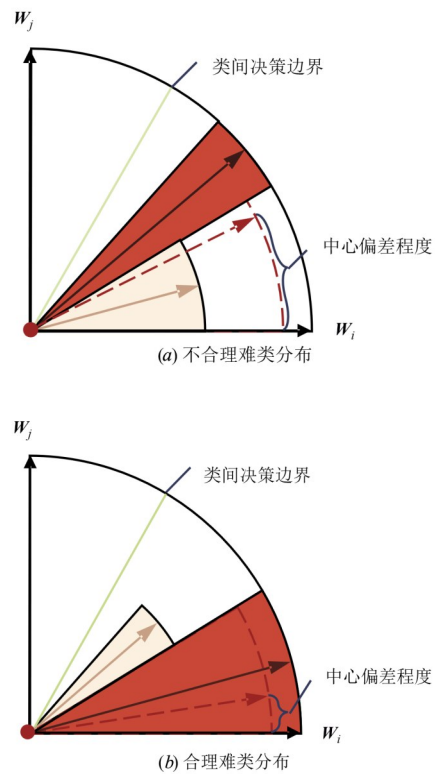 W_j
类间决策边界
中心偏差程度
W_i
(a) 不合理难类分布
W_j
类间决策边界
中心偏差程度
W_i
(b) 合理难类分布